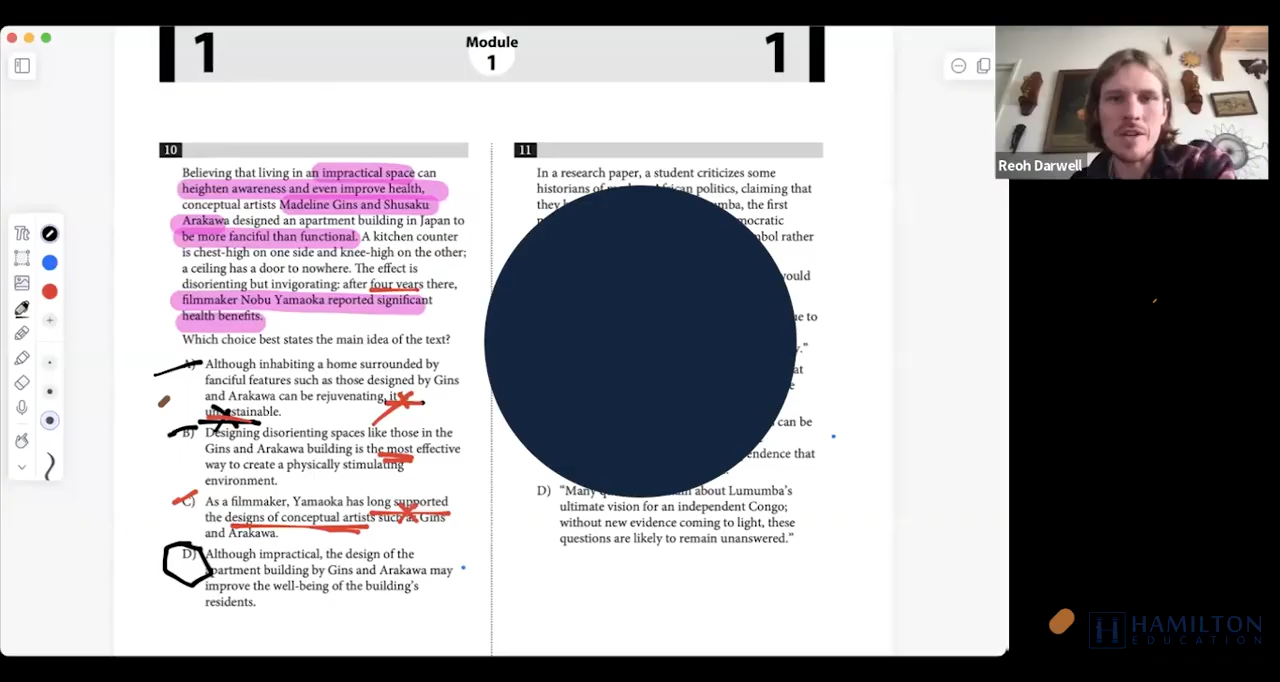 1
Module
1
1
Reoh Darwell
10
Believing that living in an impractical space can
heighten awareness and even improve health,
conceptual artists Madeline Gins and Shusaku
Arakawa designed an apartment building in Japan to
be more fanciful than functional. A kitchen counter
is chest-high on one side and knee-high on the other;
a ceiling has a door to nowhere. The effect is
disorienting but invigorating: after four years there,
filmmaker Nobu Yamaoka reported significant
health benefits.
Which choice best states the main idea of the text?
A) Although inhabiting a home surrounded by
fanciful features such as those designed by Gins
and Arakawa can be rejuvenating, it
B) Designing disorienting spaces like those in the
Gins and Arakawa building is the most effective
way to create a physically stimulating
environment.
C) As a filmmaker, Yamaoka has long supported
the designs of conceptual artists such as Gins
and Arakawa.
D) Although impractical, the design of the
apartment building by Gins and Arakawa may
improve the well-being of the building's
residents.
11
In a research paper, a student criticizes some
historians of African politics, claiming that
they the first
rather
can be
that
D) "Many about Lumumba's
ultimate vision for an independent Congo;
without new evidence coming to light, these
questions are likely to remain unanswered."
HAMILTON
EDUCATION